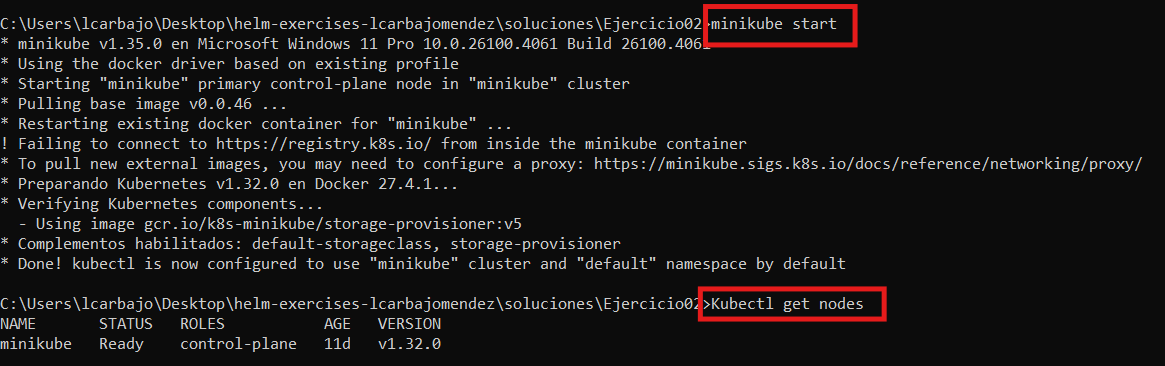 C:\Users\lcarbajo\Desktop\helm-exercises-lcarbajomendez\soluciones\Ejercicio02>minikube start
* minikube v1.35.0 en Microsoft Windows 11 Pro 10.0.26100.4061 Build 26100.4061
* Using the docker driver based on existing profile
* Starting "minikube" primary control-plane node in "minikube" cluster
* Pulling base image v0.0.46 ...
* Restarting existing docker container for "minikube" ...
! Failing to connect to https://registry.k8s.io/ from inside the minikube container
* To pull new external images, you may need to configure a proxy: https://minikube.sigs.k8s.io/docs/reference/networking/proxy/
* Preparando Kubernetes v1.32.0 en Docker 27.4.1...
* Verifying Kubernetes components...
  - Using image gcr.io/k8s-minikube/storage-provisioner:v5
* Complementos habilitados: default-storageclass, storage-provisioner
* Done! kubectl is now configured to use "minikube" cluster and "default" namespace by default
C:\Users\lcarbajo\Desktop\helm-exercises-lcarbajomendez\soluciones\Ejercicio02>Kubectl get nodes
NAME       STATUS   ROLES           AGE   VERSION
minikube   Ready    control-plane   11d   v1.32.0